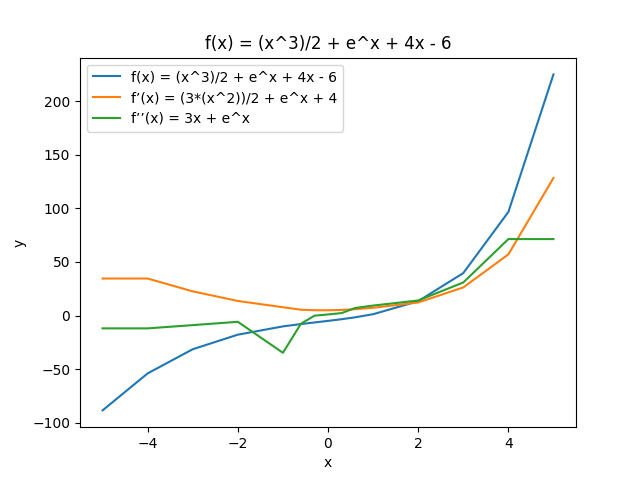 f(x) = (x^3)/2 + e^x + 4x - 6
f(x) = (x^3)/2 + e^x + 4x - 6
f’(x) = (3*(x^2))/2 + e^x + 4
f’’(x) = 3x + e^x
200
150
100
50
0
−50
−100
y
−4
−2
0
2
4
x